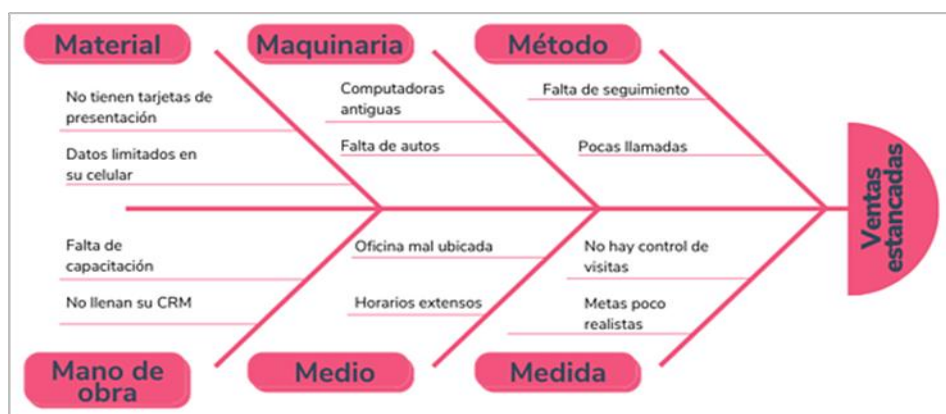 Material
Maquinaria
Método
No tienen tarjetas de
presentación
Datos limitados en
su celular
Computadoras
antiguas
Falta de autos
Falta de seguimiento
Pocas llamadas
Ventas
estancadas
Falta de
capacitación
No llenan su CRM
Oficina mal ubicada
Horarios extensos
No hay control de
visitas
Metas poco
realistas
Mano de
obra
Medio
Medida